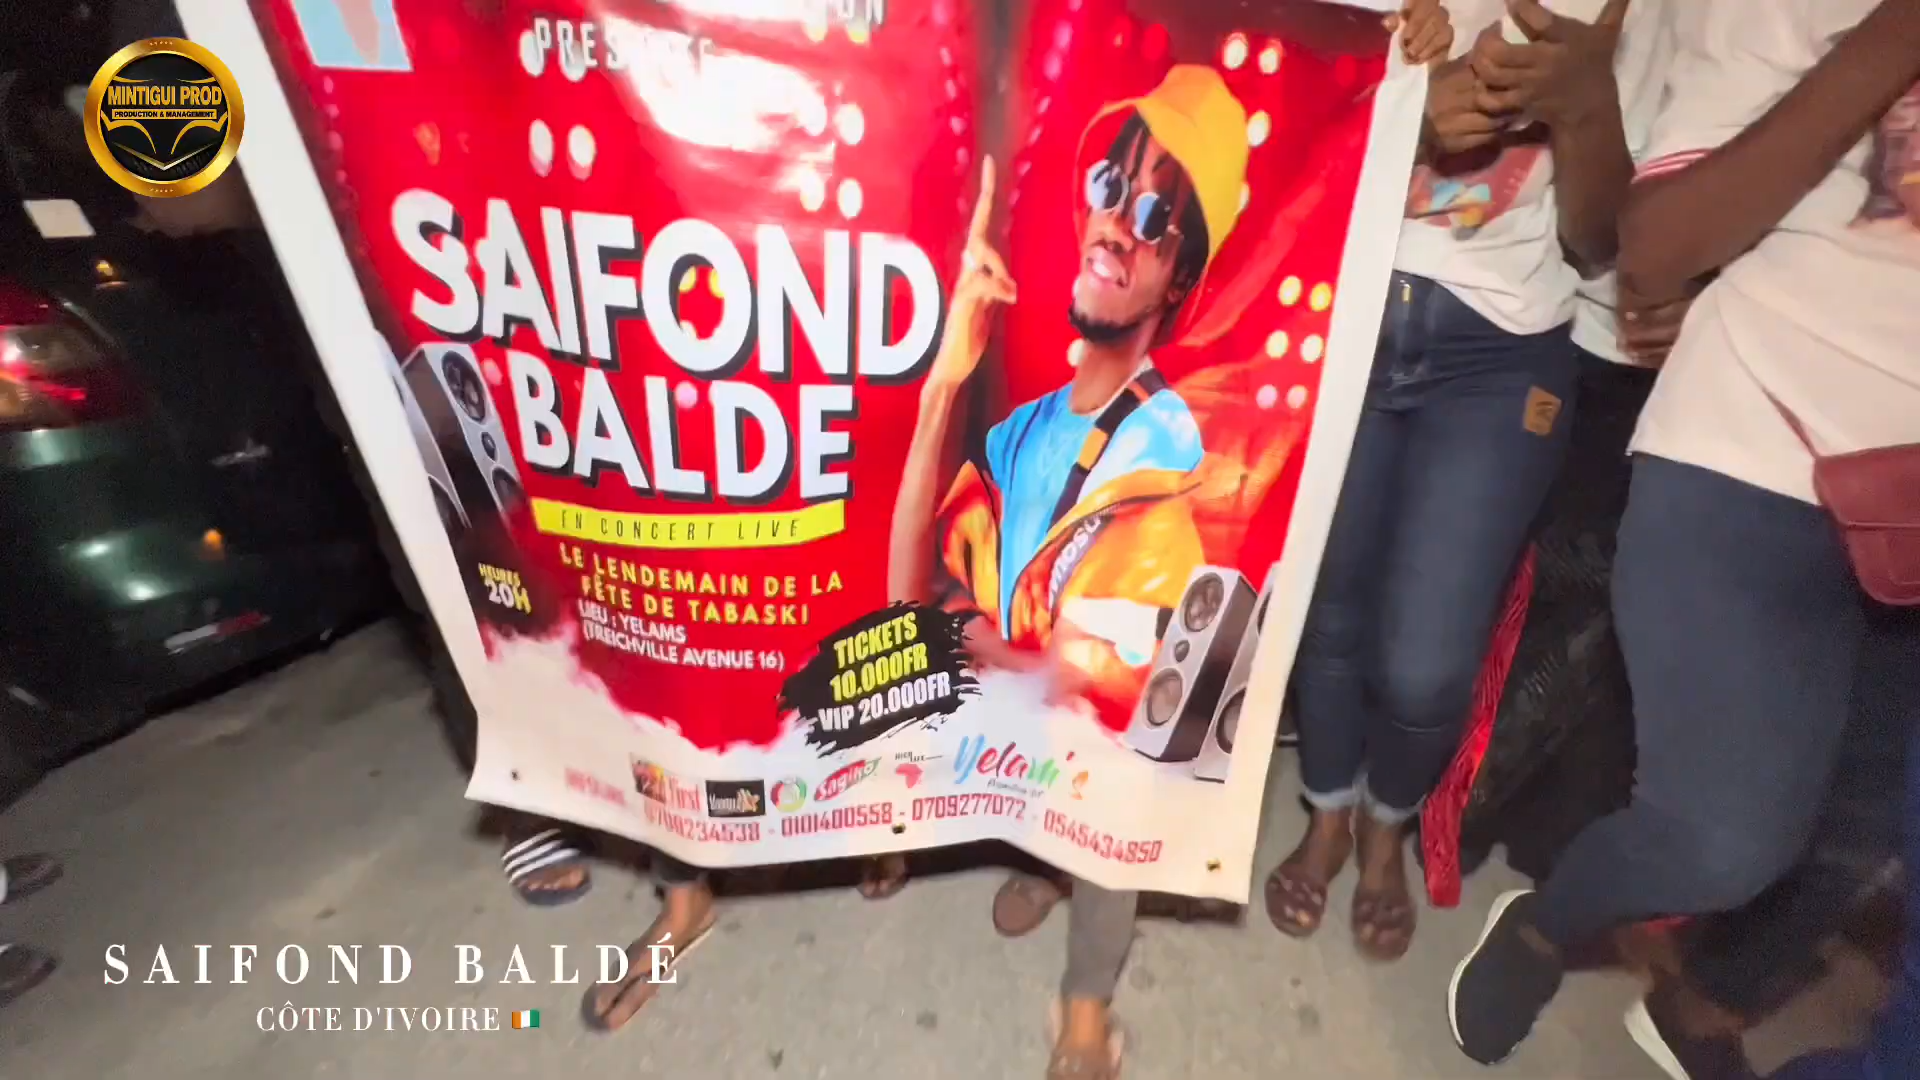 MINTIGUI PROD
PRODUCTION & MANAGEMENT
SAIFOND
BALDE
EN CONCERT LIVE
LE LENDEMAIN DE LA
FÊTE DE TABASKI
HEURES
20H
LIEU : YELAMS
(TREICHVILLE AVENUE 16)
TICKETS
10.000FR
VIP 20.000FR
First
Sagiko
Yelam's
0709234538 - 0101400558 - 0709277072 - 0545434850
SAIFOND BALDÉ
CÔTE D'IVOIRE